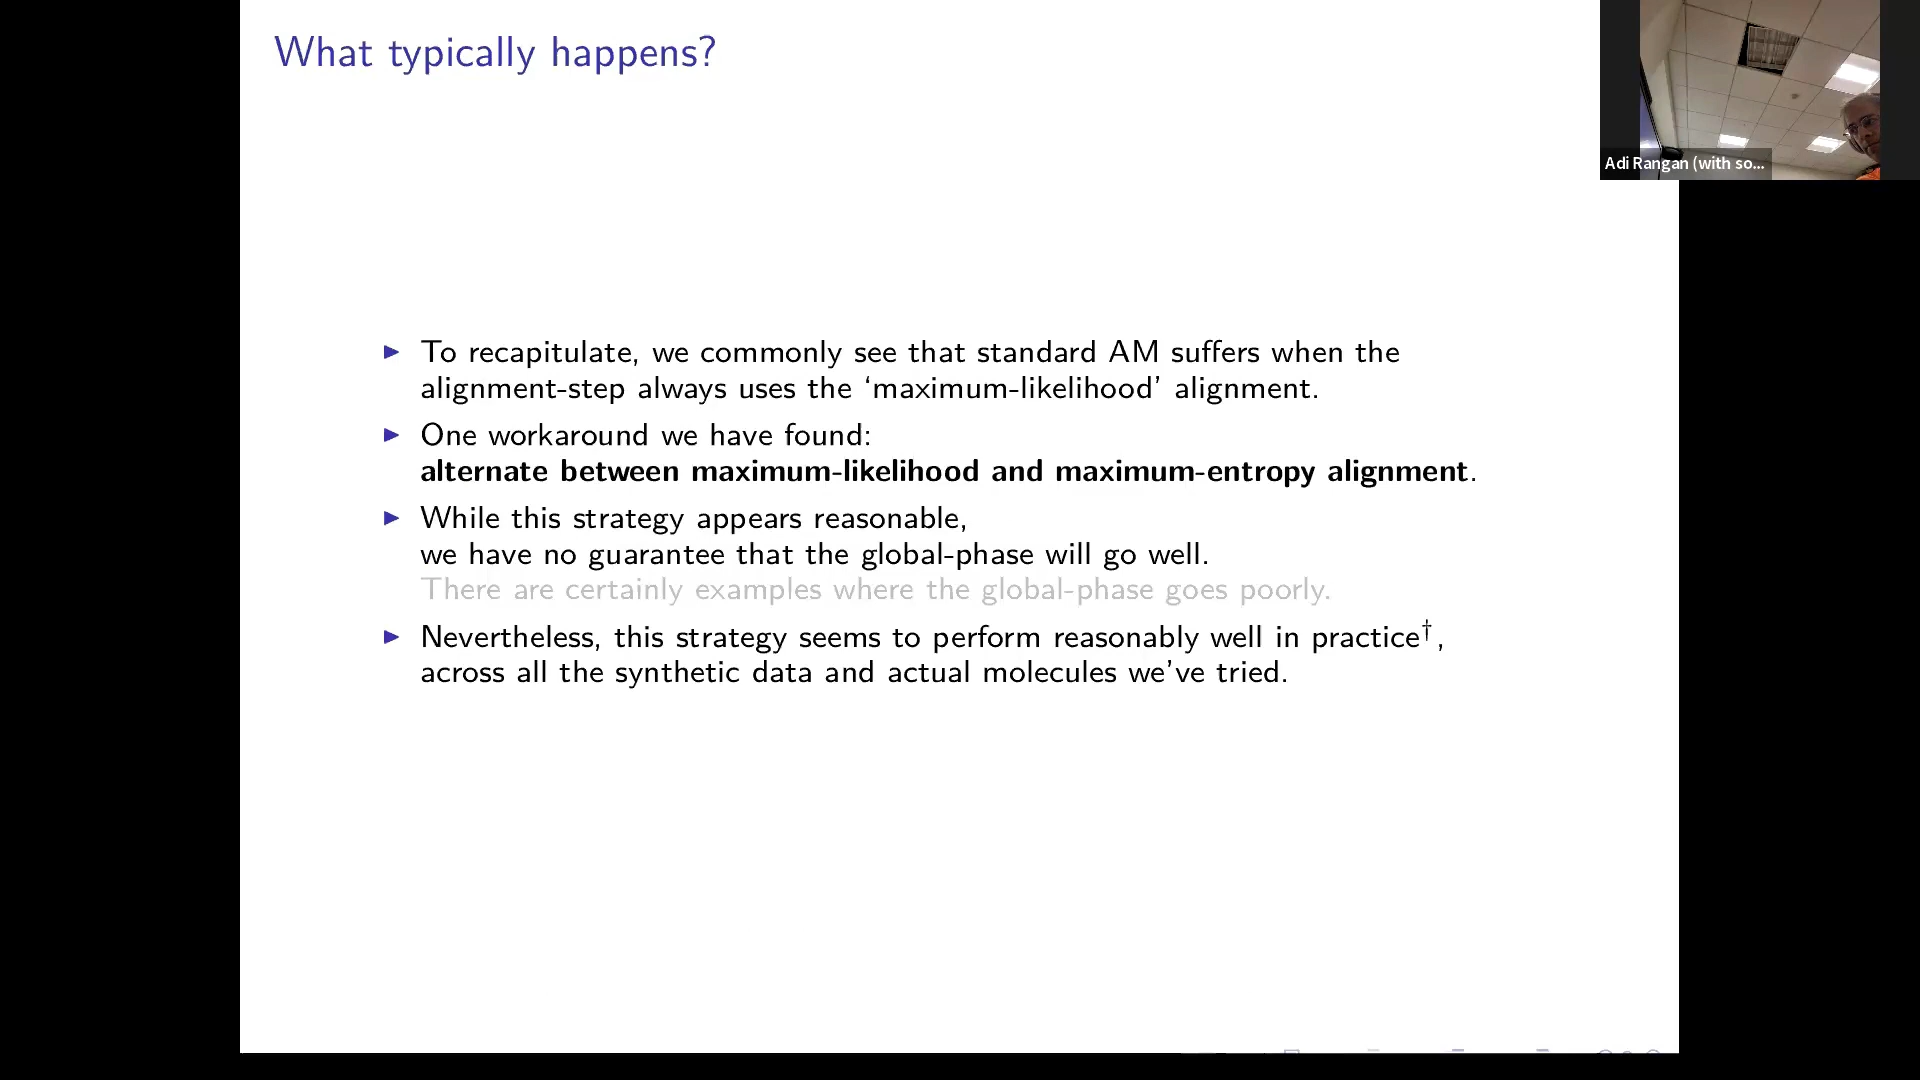 What typically happens?
Adi Rangan (with so...
▶ To recapitulate, we commonly see that standard AM suffers when the
alignment-step always uses the ‘maximum-likelihood’ alignment.
▶ One workaround we have found:
alternate between maximum-likelihood and maximum-entropy alignment.
▶ While this strategy appears reasonable,
we have no guarantee that the global-phase will go well.
There are certainly examples where the global-phase goes poorly.
▶ Nevertheless, this strategy seems to perform reasonably well in practice†,
across all the synthetic data and actual molecules we’ve tried.